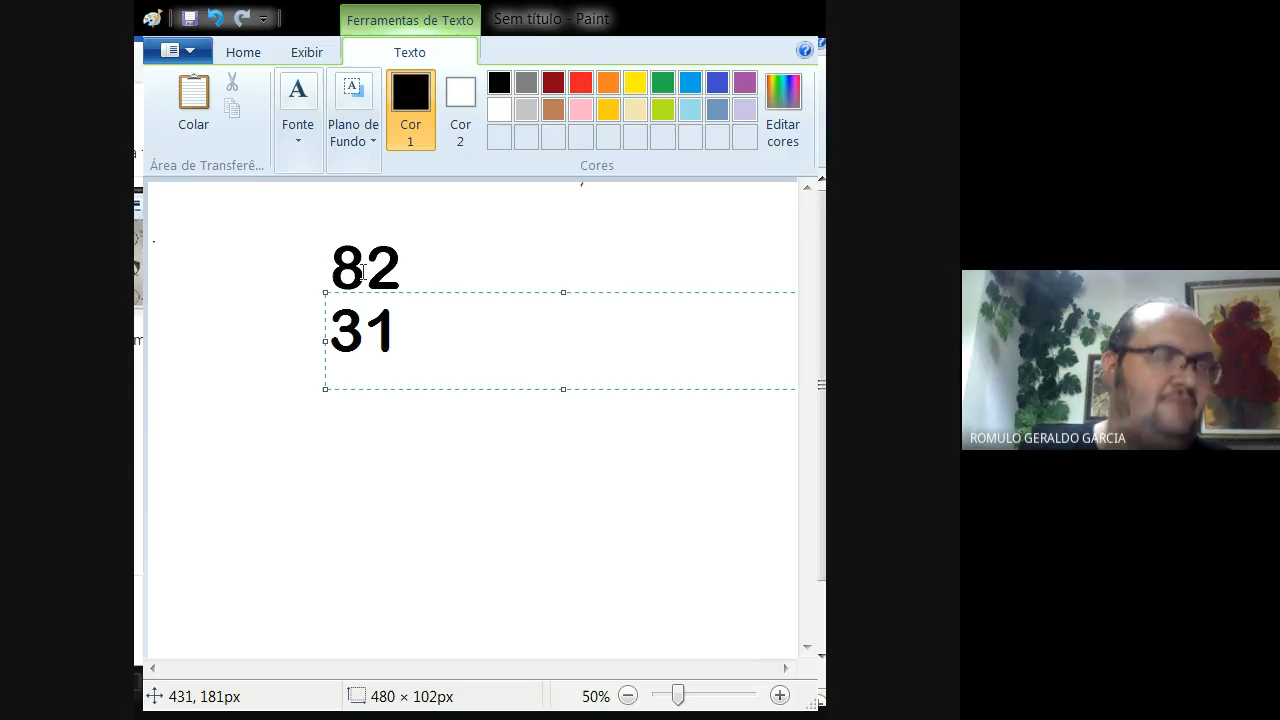 Ferramentas de Texto
Sem título - Paint
Home
Exibir
Texto
Colar
A
Fonte
A
Plano de
Fundo
Cor
1
Cor
2
Editar
cores
Área de Transferê...
Cores
82
31
ROMULO GERALDO GARCIA
431, 181px
480 × 102px
50%